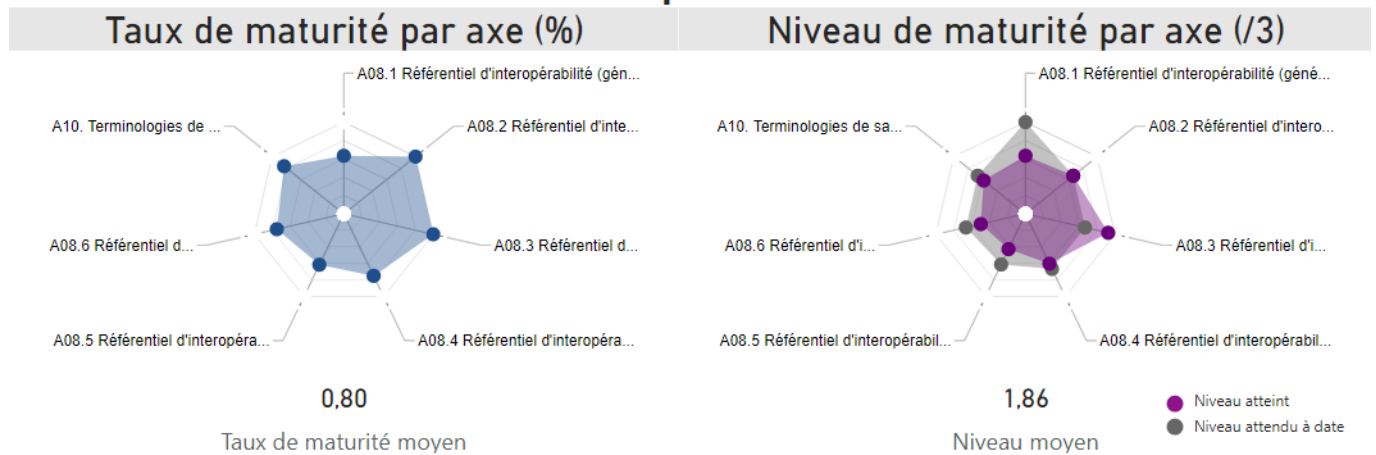 Taux de maturité par axe (%)
A08.1 Référentiel d'interopérabilité (gén...
A10. Terminologies de ...
A08.2 Référentiel d'inte...
A08.6 Référentiel d...
A08.3 Référentiel d...
A08.5 Référentiel d'interopéra...
A08.4 Référentiel d'interopéra...
0,80
Taux de maturité moyen
Niveau de maturité par axe (/3)
A08.1 Référentiel d'interopérabilité (géné...
A10. Terminologies de sa...
A08.2 Référentiel d'intero...
A08.6 Référentiel d'i...
A08.3 Référentiel d'i...
A08.5 Référentiel d'interopérabil...
A08.4 Référentiel d'interopérabil...
1,86
Niveau moyen
Niveau atteint
Niveau attendu à date